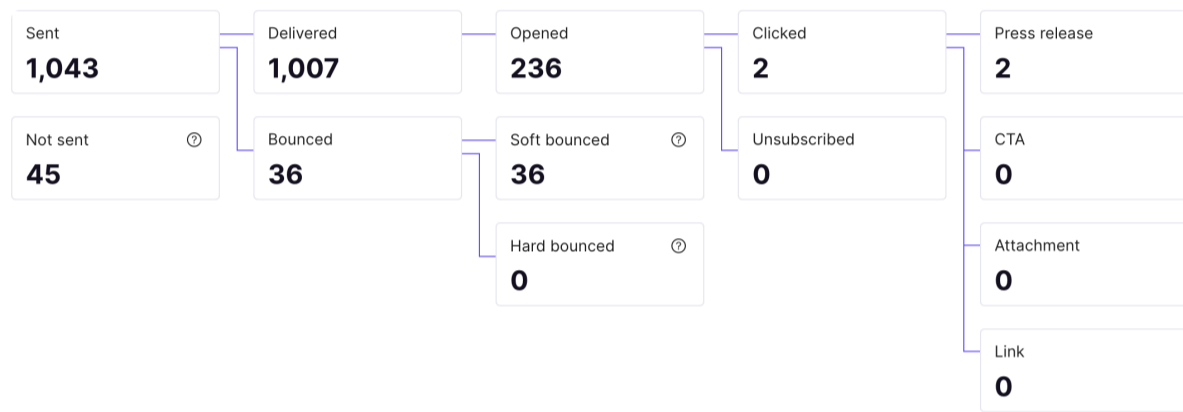 Sent
1,043
Delivered
1,007
Opened
236
Clicked
2
Press release
2
Not sent
45
Bounced
36
Soft bounced
36
Unsubscribed
0
CTA
0
Hard bounced
0
Attachment
0
Link
0